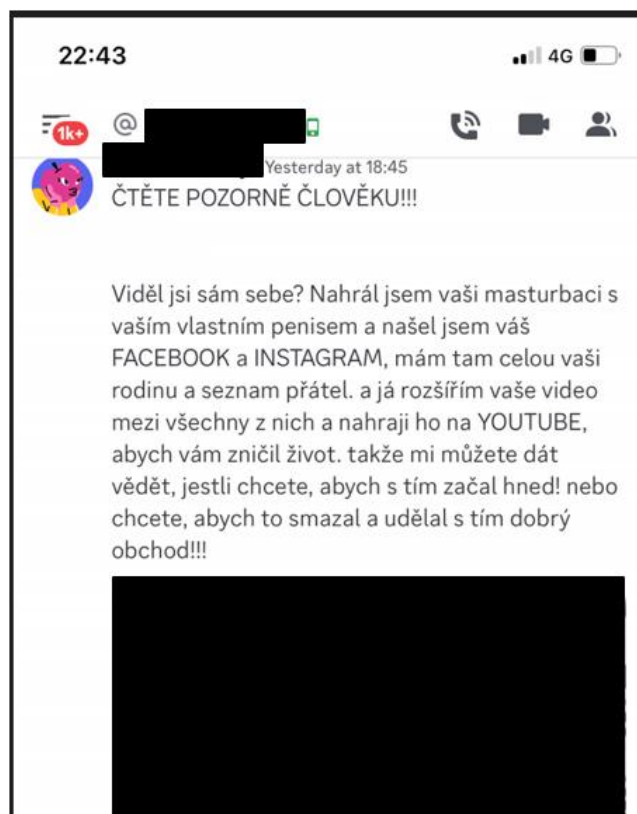 22:43
4G
1k+
@
Yesterday at 18:45
ČTĚTE POZORNĚ ČLOVĚKU!!!
Viděl jsi sám sebe? Nahrál jsem vaši masturbaci s
vaším vlastním penisem a našel jsem váš
FACEBOOK a INSTAGRAM, mám tam celou vaši
rodinu a seznam přátel. a já rozšířím vaše video
mezi všechny z nich a nahraji ho na YOUTUBE,
abych vám zničil život. takže mi můžete dát
vědět, jestli chcete, abych s tím začal hned! nebo
chcete, abych to smazal a udělal s tím dobrý
obchod!!!